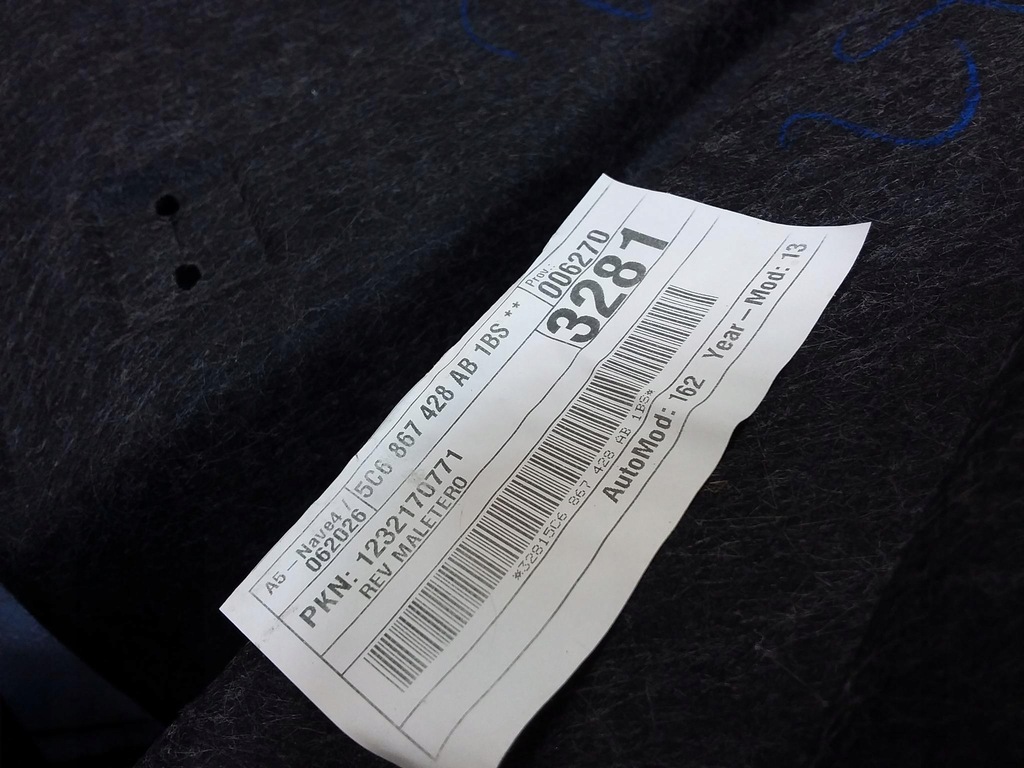 A5 - Nave4 / 5C6 867 428 AB 1BS **
062026
Prov.:
006270
3281
PKN: 1232170771
REV MALETERO
*32815C6 867 428 AB 1BS*
AutoMod: 162 Year - Mod: 13